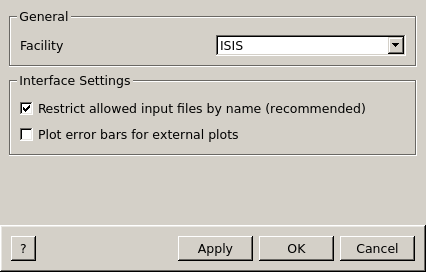 General
Facility
ISIS
Interface Settings
Restrict allowed input files by name (recommended)
Plot error bars for external plots
? Apply OK Cancel